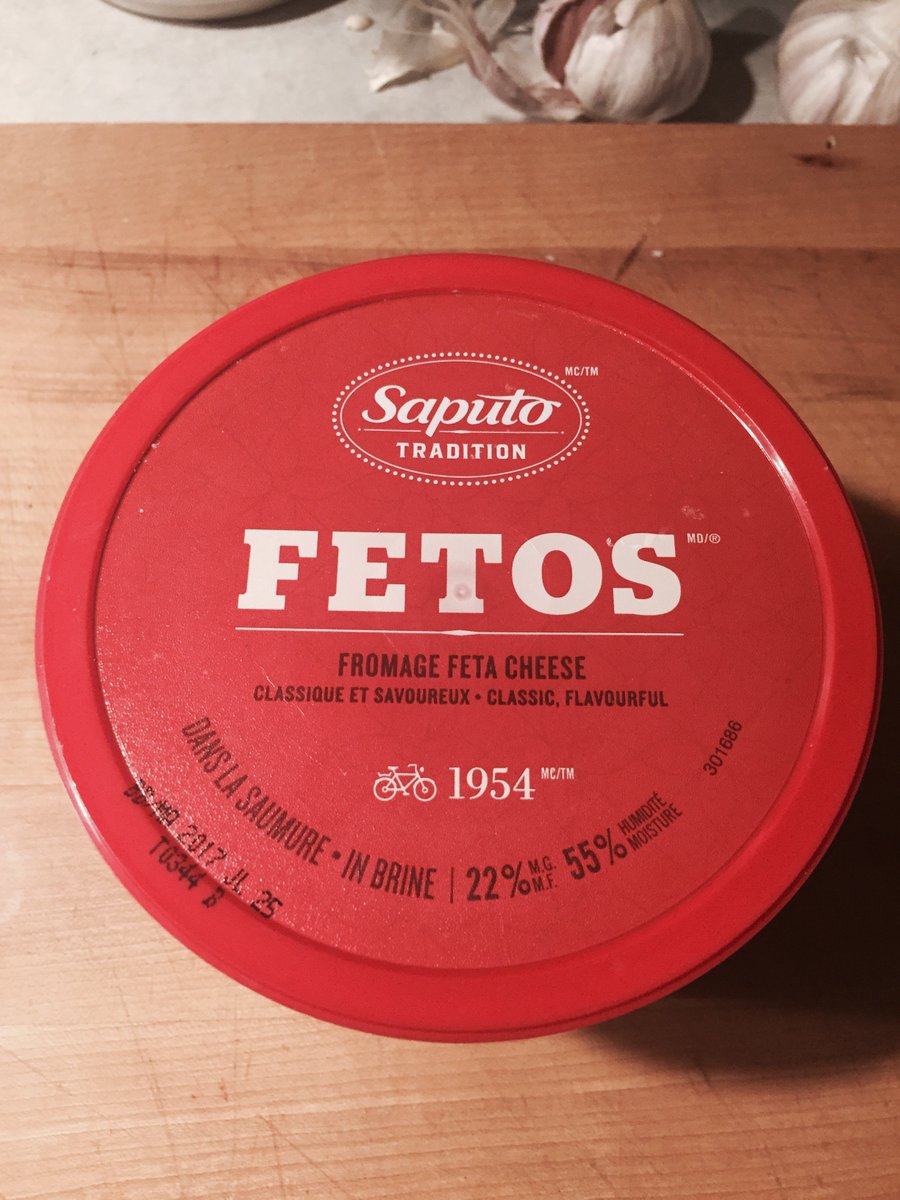 Saputo
MC/TM
TRADITION
FETOS MD/®
FROMAGE FETA CHEESE
CLASSIQUE ET SAVOUREUX • CLASSIC, FLAVOURFUL
1954 MC/TM
DANS LA SAUMURE • IN BRINE | 22% M.G. M.F. 55% HUMIDITÉ MOISTURE
301686
2017 JL 25
T0344 B